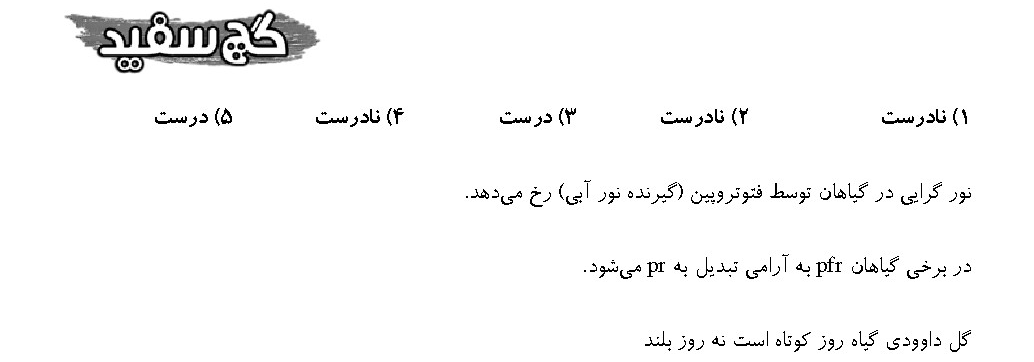 گچ سفید
۱) نادرست ۲) نادرست ۳) درست ۴) نادرست ۵) درست
نور گرایی در گیاهان توسط فتوتروپین (گیرنده نور آبی) رخ می‌دهد.
در برخی گیاهان pfr به آرامی تبدیل به pr می‌شود.
گل داوودی گیاه روز کوتاه است نه روز بلند